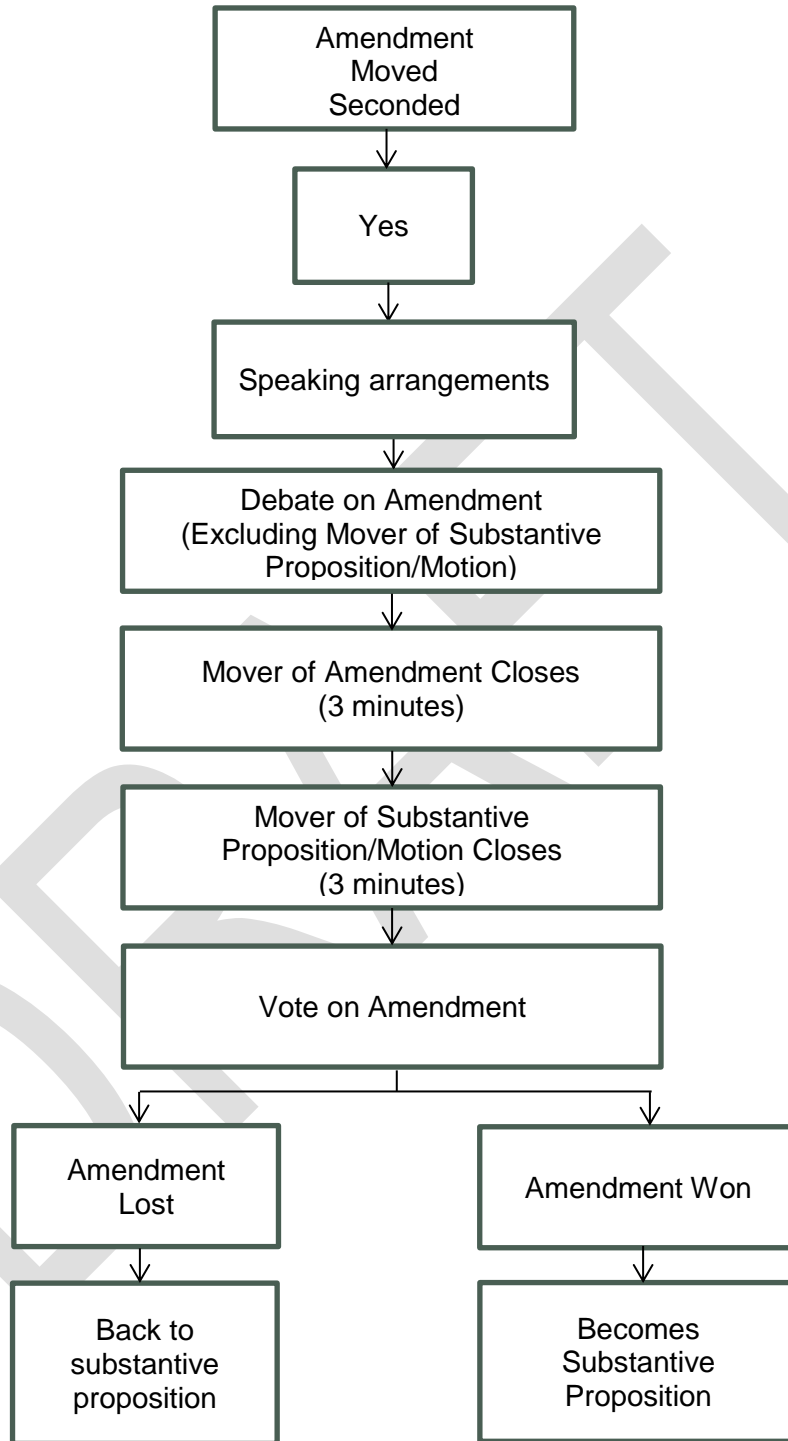 Amendment
Moved
Seconded
Yes
Speaking arrangements
Debate on Amendment
(Excluding Mover of Substantive
Proposition/Motion)
Mover of Amendment Closes
(3 minutes)
Mover of Substantive
Proposition/Motion Closes
(3 minutes)
Vote on Amendment
Amendment
Lost
Amendment Won
Back to
substantive
proposition
Becomes
Substantive
Proposition
DRAFT